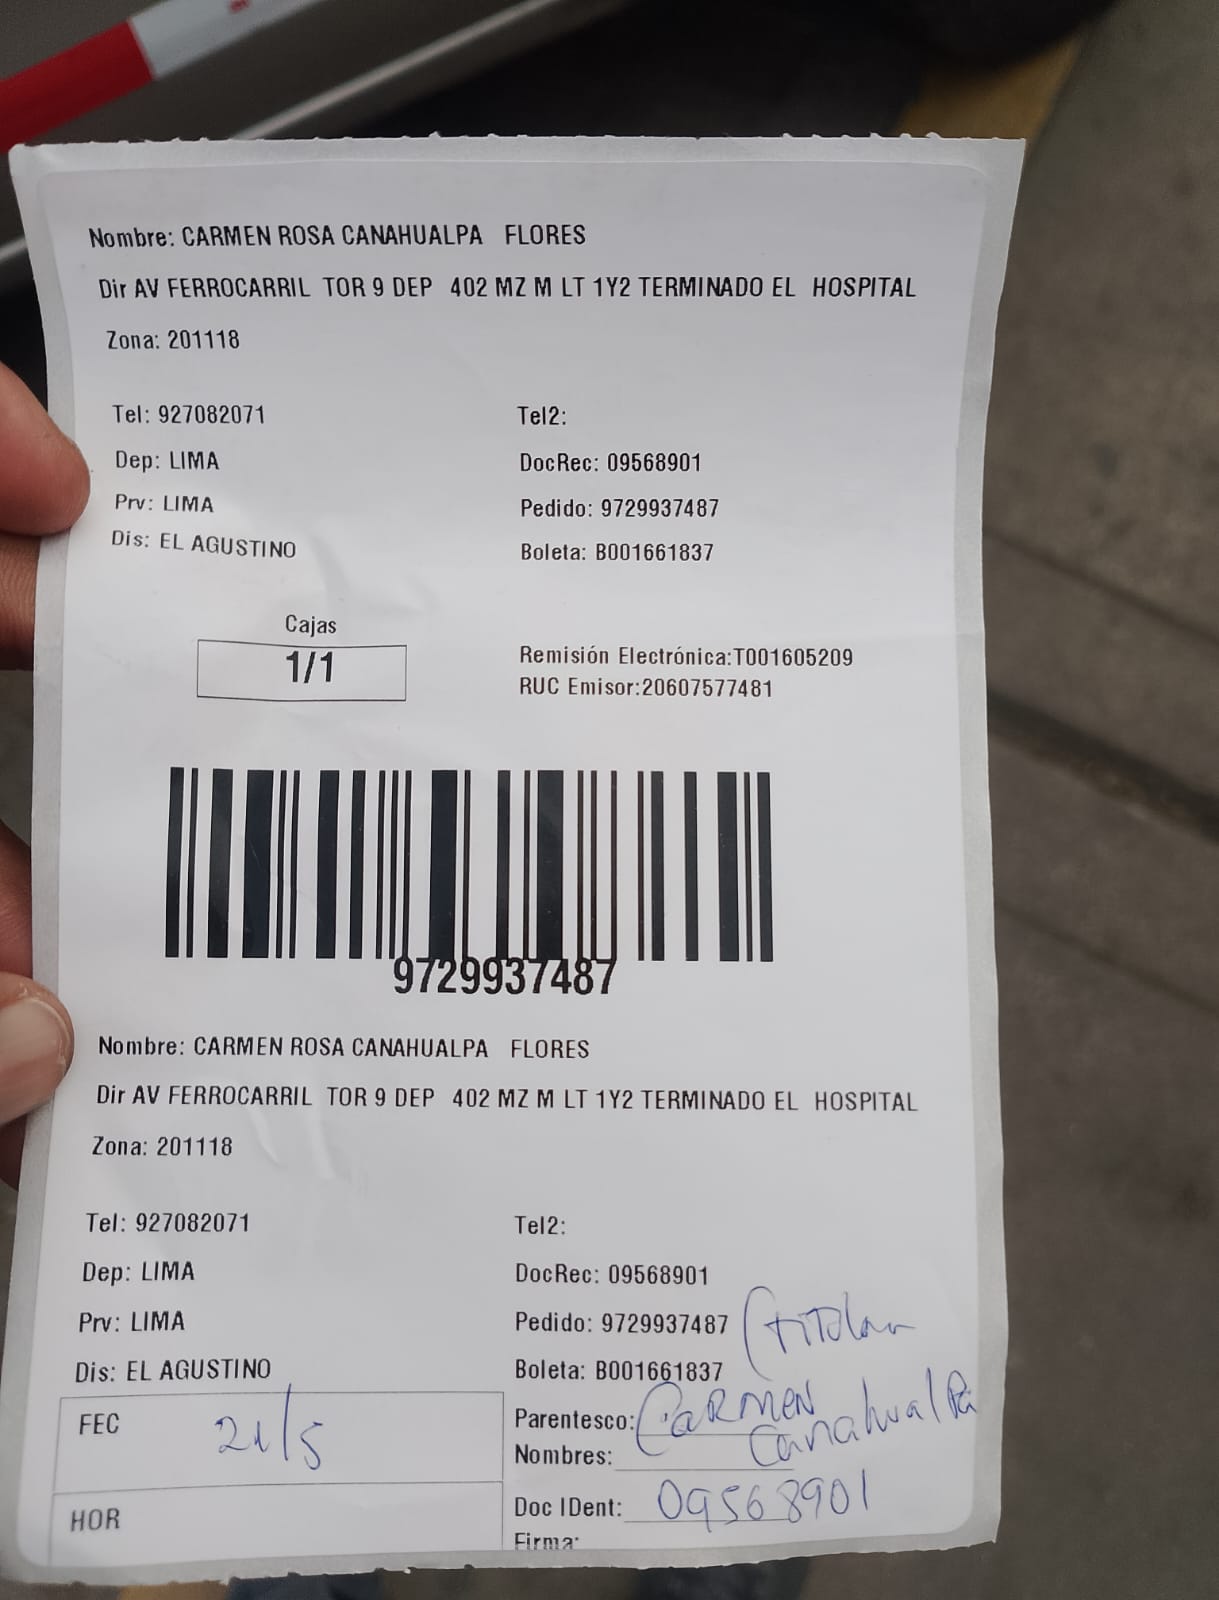 Nombre: CARMEN ROSA CANAHUALPA FLORES
Dir AV FERROCARRIL TOR 9 DEP 402 MZ M LT 1Y2 TERMINADO EL HOSPITAL
Zona: 201118
Tel: 927082071 Tel2:
Dep: LIMA DocRec: 09568901
Prv: LIMA Pedido: 9729937487
Dis: EL AGUSTINO Boleta: B001661837
Cajas
1/1
Remisión Electrónica:T001605209
RUC Emisor:20607577481
9729937487
Nombre: CARMEN ROSA CANAHUALPA FLORES
Dir AV FERROCARRIL TOR 9 DEP 402 MZ M LT 1Y2 TERMINADO EL HOSPITAL
Zona: 201118
Tel: 927082071 Tel2:
Dep: LIMA DocRec: 09568901
Prv: LIMA Pedido: 9729937487 (titular
Dis: EL AGUSTINO Boleta: B001661837
FEC 21/5 Parentesco: CARMEN
Nombres: Canahualpa
HOR Doc IDent: 09568901
Firma: